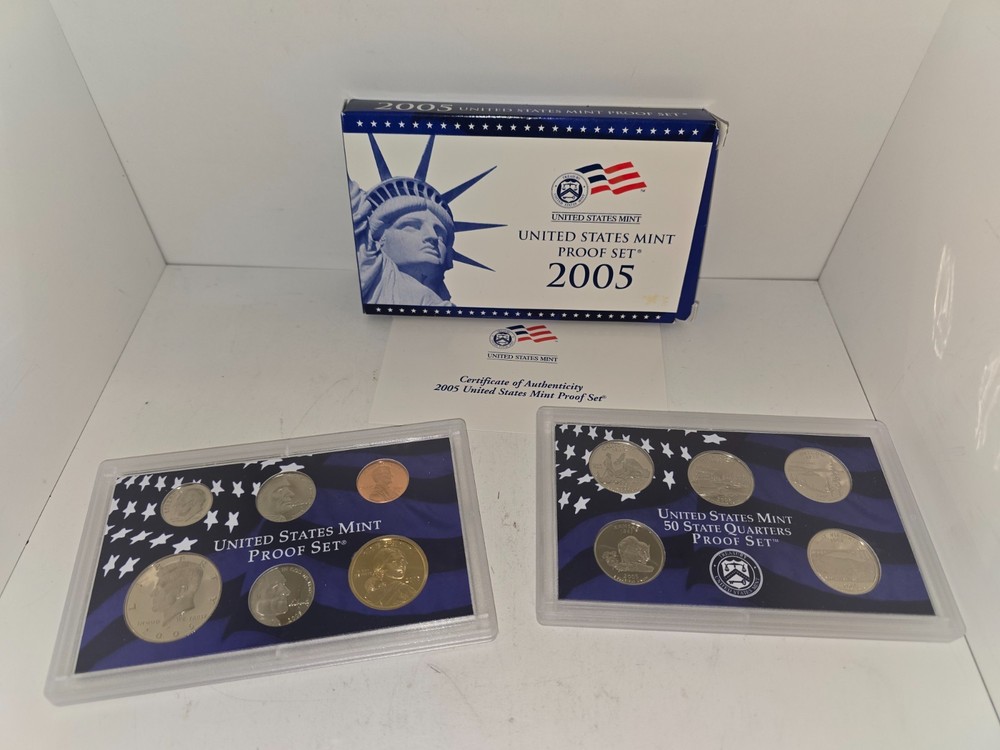 2005 UNITED STATES MINT PROOF SET
UNITED STATES MINT
UNITED STATES MINT
PROOF SET®
2005
UNITED STATES MINT
Certificate of Authenticity
2005 United States Mint Proof Set®
UNITED STATES MINT
PROOF SET®
UNITED STATES MINT
50 STATE QUARTERS
PROOF SET™